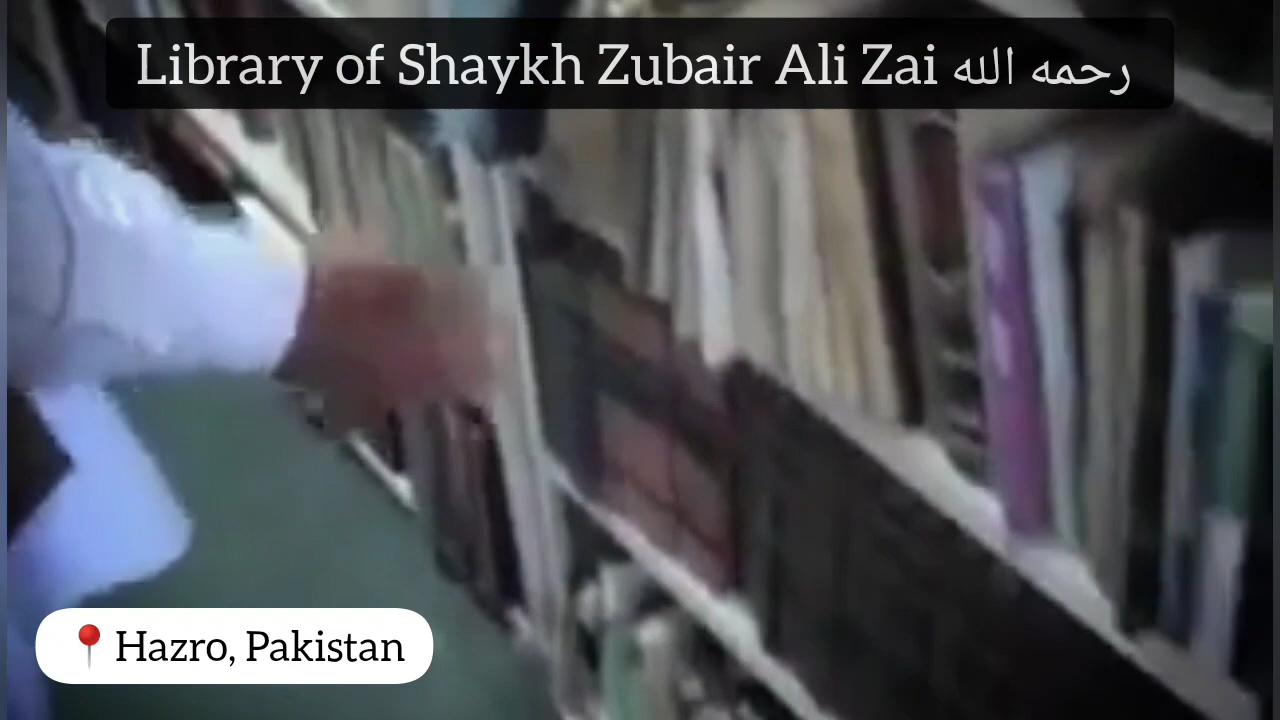 Library of Shaykh Zubair Ali Zai رحمه الله
📍Hazro, Pakistan